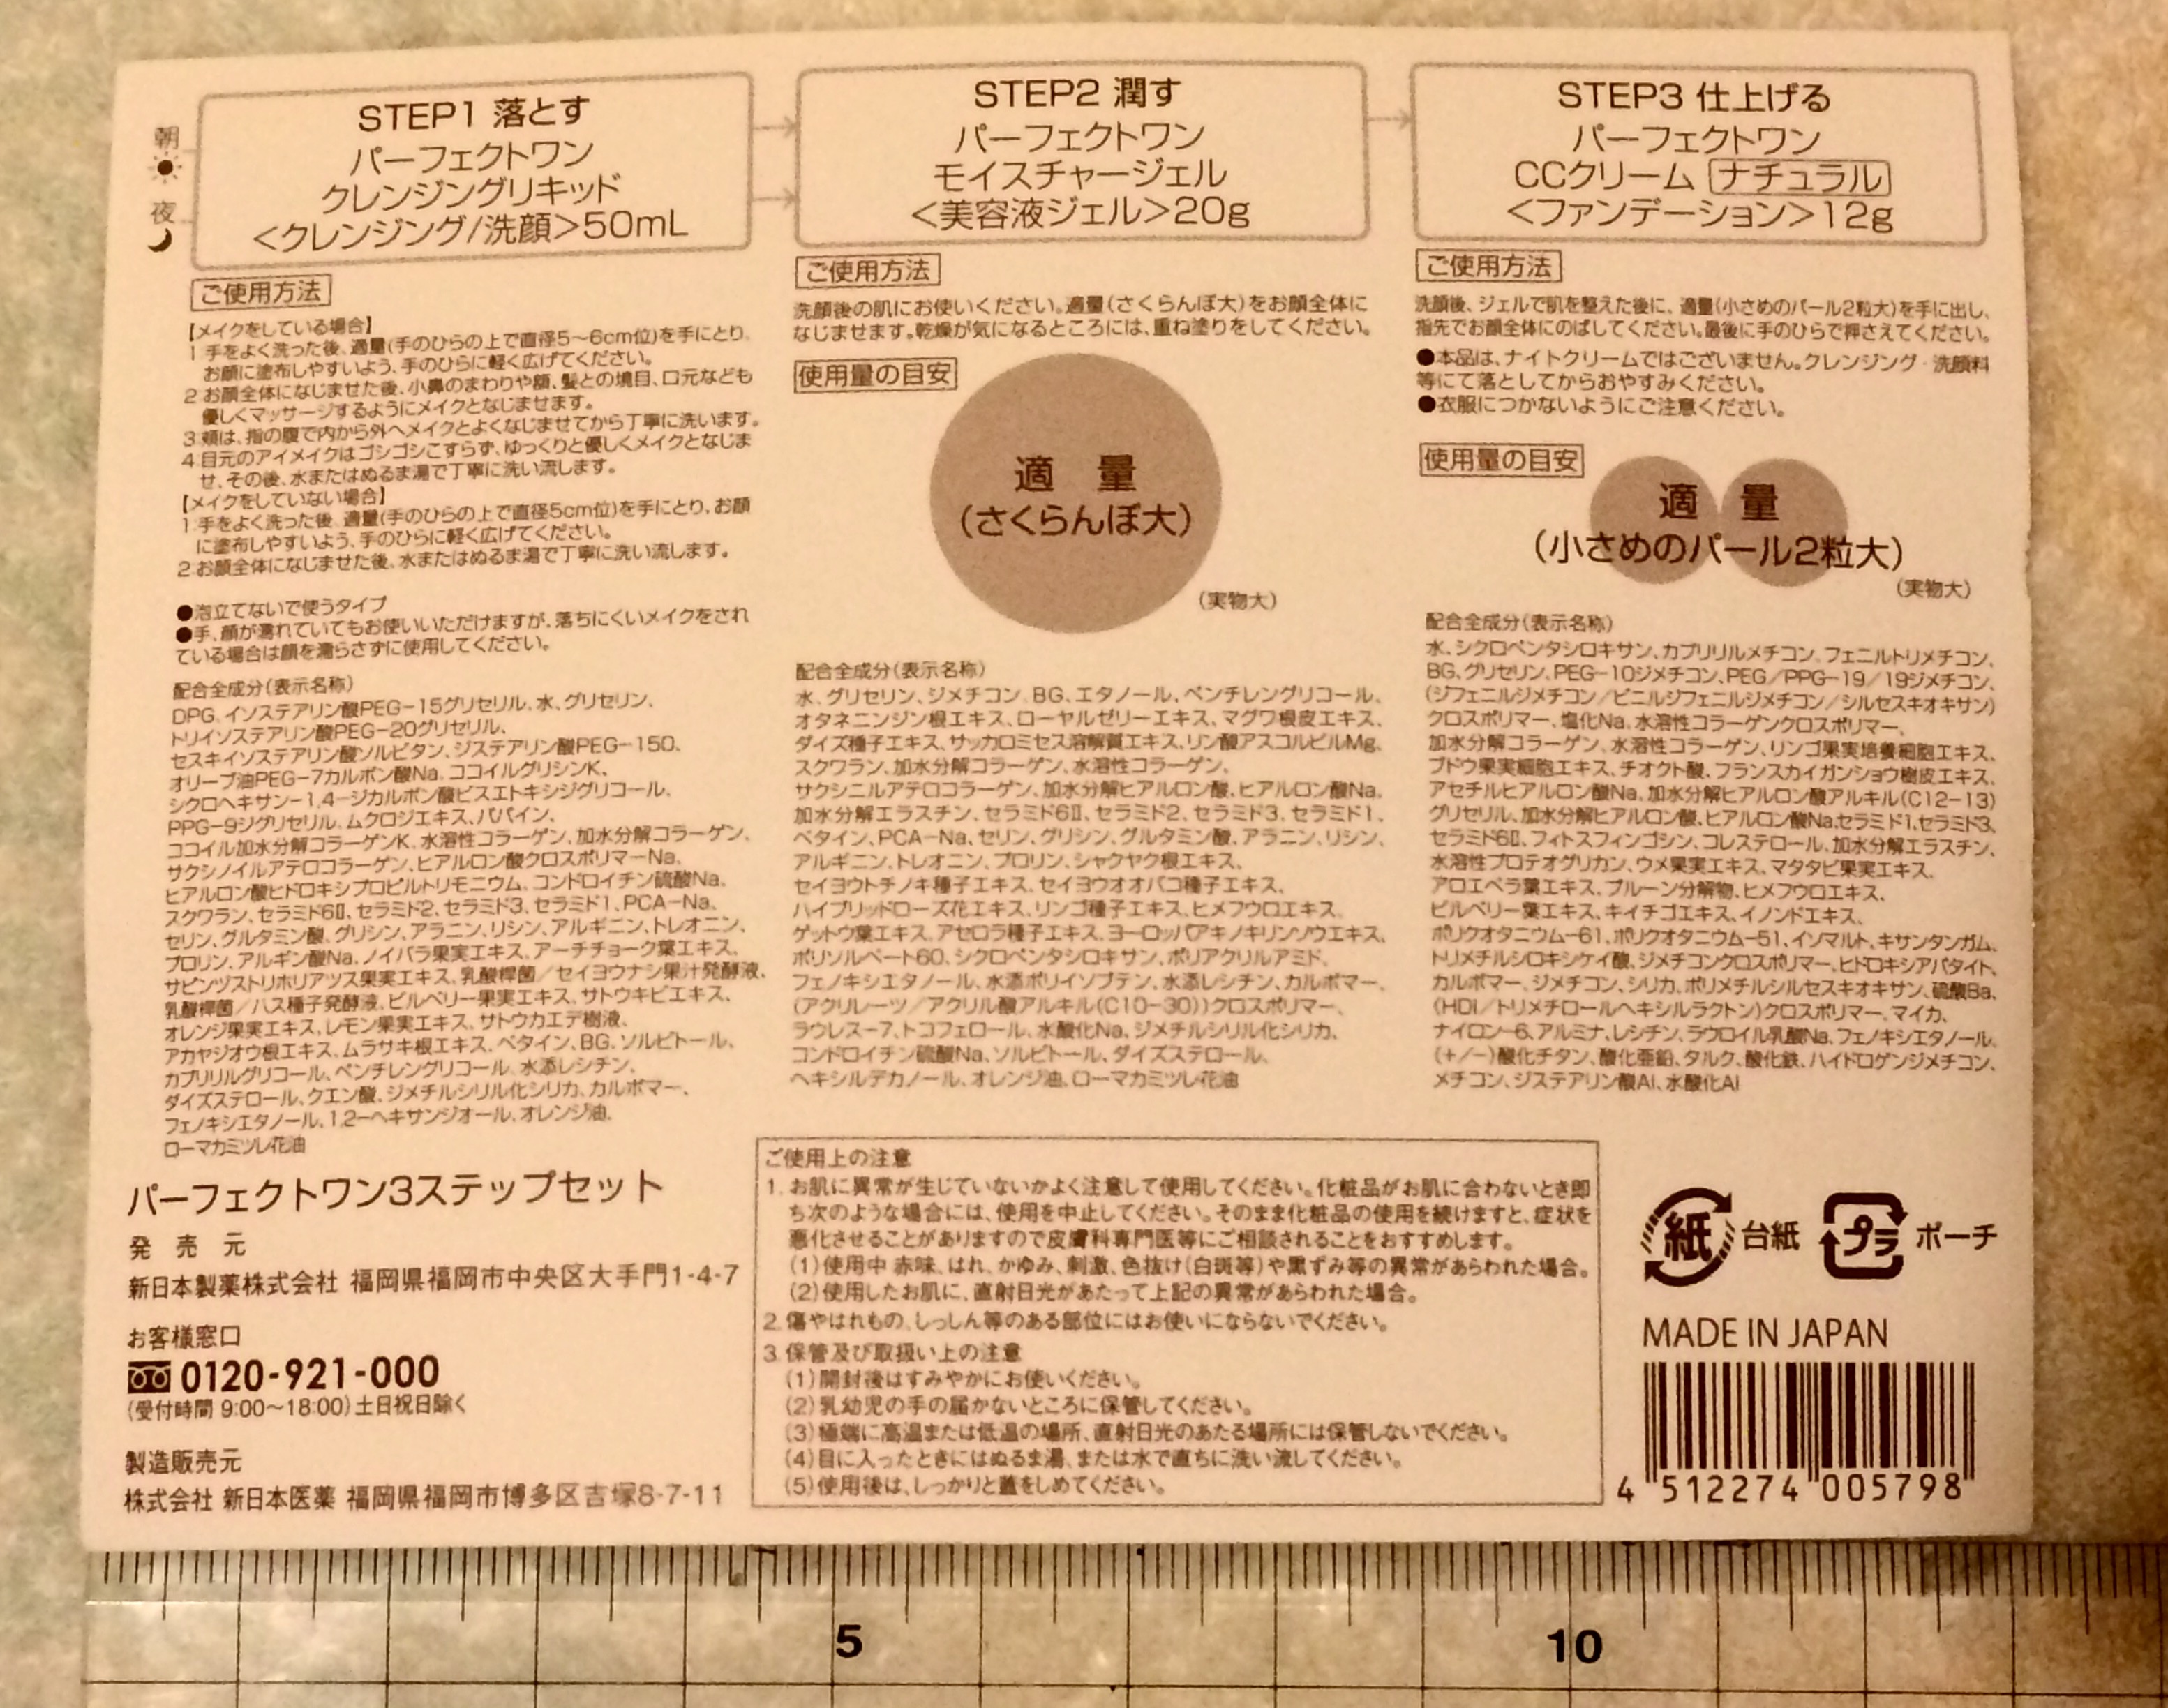 朝
夜
STEP1 落とす
パーフェクトワン
クレンジングリキッド
<クレンジング/洗顔>50mL
ご使用方法
【メイクをしている場合】
1.手をよく洗った後、適量(手のひらの上で直径5〜6cm位)を手にとり、
お顔に塗布しやすいよう、手のひらに軽く広げてください。
2.お顔全体になじませた後、小鼻のまわりや額、髪との境目、口元なども
優しくマッサージするようにメイクとなじませます。
3.頬は、指の腹で内から外へメイクとよくなじませてから丁寧に洗います。
4.目元のアイメイクはゴシゴシこすらず、ゆっくりと優しくメイクとなじま
せ、その後、水またはぬるま湯で丁寧に洗い流します。
【メイクをしていない場合】
1.手をよく洗った後、適量(手のひらの上で直径5cm位)を手にとり、お顔
に塗布しやすいよう、手のひらに軽く広げてください。
2.お顔全体になじませた後、水またはぬるま湯で丁寧に洗い流します。
●泡立てないで使うタイプ
●手、顔が濡れていてもお使いいただけますが、落ちにくいメイクをされ
ている場合は顔を濡らさずに使用してください。
配合全成分(表示名称)
DPG、イソステアリン酸PEG-15グリセリル、水、グリセリン、
トリイソステアリン酸PEG-20グリセリル、
セスキイソステアリン酸ソルビタン、ジステアリン酸PEG-150、
オリーブ油PEG-7カルボン酸Na、ココイルグリシンK、
シクロヘキサン-1,4-ジカルボン酸ビスエトキシジグリコール、
PPG-9ジグリセリル、ムクロジエキス、パパイン、
ココイル加水分解コラーゲンK、水溶性コラーゲン、加水分解コラーゲン、
サクシノイルアテロコラーゲン、ヒアルロン酸クロスポリマーNa、
ヒアルロン酸ヒドロキシプロピルトリモニウム、コンドロイチン硫酸Na、
スクワラン、セラミド6Ⅱ、セラミド2、セラミド3、セラミド1、PCA-Na、
セリン、グルタミン酸、グリシン、アラニン、リシン、アルギニン、トレオニン、
プロリン、アルギン酸Na、ノイバラ果実エキス、アーチチョーク葉エキス、
サピンヅストリホリアツス果実エキス、乳酸桿菌/セイヨウナシ果汁発酵液、
乳酸桿菌/ハス種子発酵液、ビルベリー果実エキス、サトウキビエキス、
オレンジ果実エキス、レモン果実エキス、サトウカエデ樹液、
アカヤジオウ根エキス、ムラサキ根エキス、ベタイン、BG、ソルビトール、
カプリリルグリコール、ペンチレングリコール、水添レシチン、
ダイズステロール、クエン酸、ジメチルシリル化シリカ、カルボマー、
フェノキシエタノール、1,2-ヘキサンジオール、オレンジ油、
ローマカミツレ花油
STEP2 潤す
パーフェクトワン
モイスチャージェル
<美容液ジェル>20g
ご使用方法
洗顔後の肌にお使いください。適量(さくらんぼ大)をお顔全体に
なじませます。乾燥が気になるところには、重ね塗りをしてください。
使用量の目安
適 量
(さくらんぼ大)
(実物大)
配合全成分(表示名称)
水、グリセリン、ジメチコン、BG、エタノール、ペンチレングリコール、
オタネニンジン根エキス、ローヤルゼリーエキス、マグワ根皮エキス、
ダイズ種子エキス、サッカロミセス溶解質エキス、リン酸アスコルビルMg、
スクワラン、加水分解コラーゲン、水溶性コラーゲン、
サクシニルアテロコラーゲン、加水分解ヒアルロン酸、ヒアルロン酸Na、
加水分解エラスチン、セラミド6Ⅱ、セラミド2、セラミド3、セラミド1、
ベタイン、PCA-Na、セリン、グリシン、グルタミン酸、アラニン、リシン、
アルギニン、トレオニン、プロリン、シャクヤク根エキス、
セイヨウトチノキ種子エキス、セイヨウオオバコ種子エキス、
ハイブリッドローズ花エキス、リンゴ種子エキス、ヒメフウロエキス、
ゲットウ葉エキス、アセロラ種子エキス、ヨーロッパアキノキリンソウエキス、
ポリソルベート60、シクロペンタシロキサン、ポリアクリルアミド、
フェノキシエタノール、水添ポリイソブテン、水添レシチン、カルボマー、
(アクリレーツ/アクリル酸アルキル(C10-30))クロスポリマー、
ラウレス-7、トコフェロール、水酸化Na、ジメチルシリル化シリカ、
コンドロイチン硫酸Na、ソルビトール、ダイズステロール、
ヘキシルデカノール、オレンジ油、ローマカミツレ花油
STEP3 仕上げる
パーフェクトワン
CCクリーム ナチュラル
<ファンデーション>12g
ご使用方法
洗顔後、ジェルで肌を整えた後に、適量(小さめのパール2粒大)を手に出し、
指先でお顔全体にのばしてください。最後に手のひらで押さえてください。
●本品は、ナイトクリームではございません。クレンジング・洗顔料
等にて落としてからおやすみください。
●衣服につかないようにご注意ください。
使用量の目安
適 量
(小さめのパール2粒大)
(実物大)
配合全成分(表示名称)
水、シクロペンタシロキサン、カプリリルメチコン、フェニルトリメチコン、
BG、グリセリン、PEG-10ジメチコン、PEG/PPG-19/19ジメチコン、
(ジフェニルジメチコン/ビニルジフェニルジメチコン/シルセスキオキサン)
クロスポリマー、塩化Na、水溶性コラーゲンクロスポリマー、
加水分解コラーゲン、水溶性コラーゲン、リンゴ果実培養細胞エキス、
ブドウ果実細胞エキス、チオクト酸、フランスカイガンショウ樹皮エキス、
アセチルヒアルロン酸Na、加水分解ヒアルロン酸アルキル(C12-13)
グリセリル、加水分解ヒアルロン酸、ヒアルロン酸Na、セラミド1、セラミド3、
セラミド6Ⅱ、フィトスフィンゴシン、コレステロール、加水分解エラスチン、
水溶性プロテオグリカン、ウメ果実エキス、マタタビ果実エキス、
アロエベラ葉エキス、プルーン分解物、ヒメフウロエキス、
ビルベリー葉エキス、キイチゴエキス、イノンドエキス、
ポリクオタニウム-61、ポリクオタニウム-51、イソマルト、キサンタンガム、
トリメチルシロキシケイ酸、ジメチコンクロスポリマー、ヒドロキシアパタイト、
カルボマー、ジメチコン、シリカ、ポリメチルシルセスキオキサン、硫酸Ba、
(HDI/トリメチロールヘキシルラクトン)クロスポリマー、マイカ、
ナイロン-6、アルミナ、レシチン、ラウロイル乳酸Na、フェノキシエタノール、
(+/-)酸化チタン、酸化亜鉛、タルク、酸化鉄、ハイドロゲンジメチコン、
メチコン、ジステアリン酸Al、水酸化Al
パーフェクトワン3ステップセット
発 売 元
新日本製薬株式会社 福岡県福岡市中央区大手門1-4-7
お客様窓口
0120-921-000
(受付時間 9:00〜18:00)土日祝日除く
製造販売元
株式会社 新日本医薬 福岡県福岡市博多区吉塚8-7-11
ご使用上の注意
1. お肌に異常が生じていないかよく注意して使用してください。化粧品がお肌に合わないとき即
ち次のような場合には、使用を中止してください。そのまま化粧品の使用を続けますと、症状を
悪化させることがありますので皮膚科専門医等にご相談されることをおすすめします。
(1)使用中、赤味、はれ、かゆみ、刺激、色抜け(白斑等)や黒ずみ等の異常があらわれた場合。
(2)使用したお肌に、直射日光があたって上記の異常があらわれた場合。
2. 傷やはれもの、しっしん等のある部位にはお使いにならないでください。
3. 保管及び取扱い上の注意
(1)開封後はすみやかにお使いください。
(2)乳幼児の手の届かないところに保管してください。
(3)極端に高温または低温の場所、直射日光のあたる場所には保管しないでください。
(4)目に入ったときにはぬるま湯、または水で直ちに洗い流してください。
(5)使用後は、しっかりと蓋をしめてください。
紙 台紙 プラ ポーチ
MADE IN JAPAN
4 512274 005798
5 10